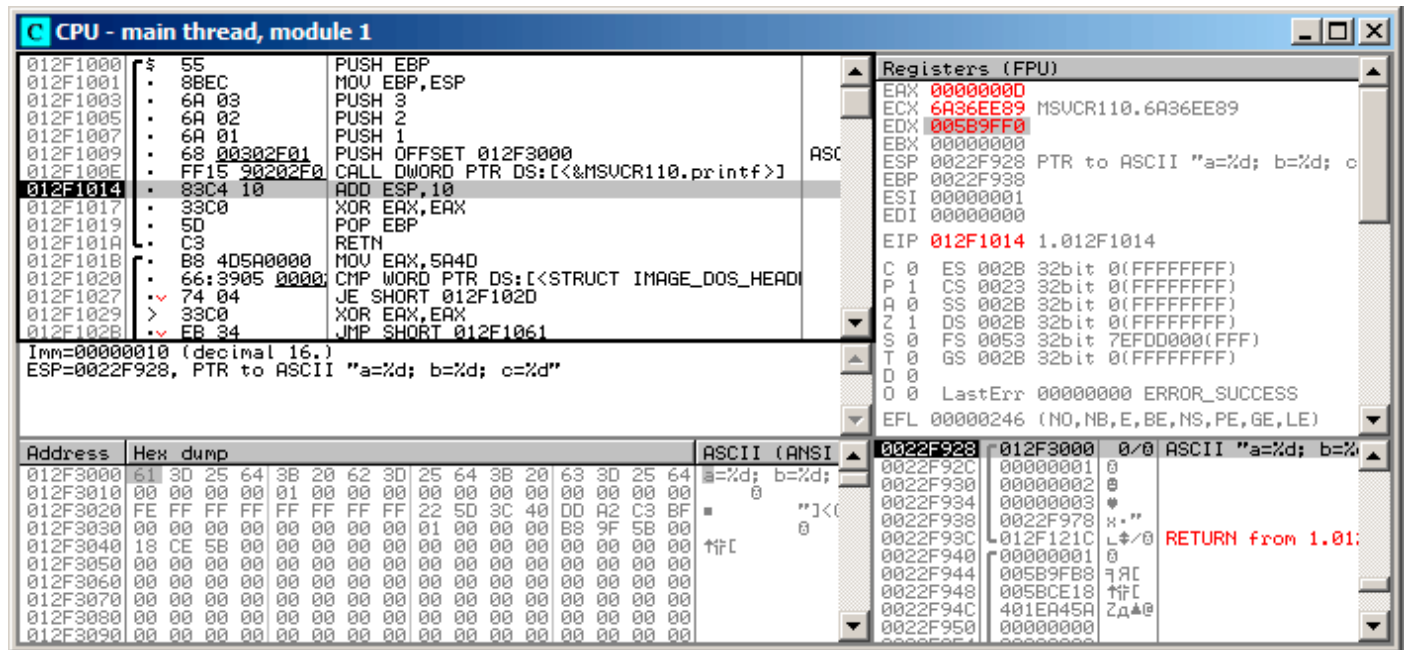 C CPU - main thread, module 1
012F1000 $ 55 PUSH EBP
012F1001 · 8BEC MOV EBP,ESP
012F1003 · 6A 03 PUSH 3
012F1005 · 6A 02 PUSH 2
012F1007 · 6A 01 PUSH 1
012F1009 · 68 00302F01 PUSH OFFSET 012F3000 ASC
012F100E · FF15 90202F0 CALL DWORD PTR DS:[<&MSVCR110.printf>]
012F1014 · 83C4 10 ADD ESP,10
012F1017 · 33C0 XOR EAX,EAX
012F1019 · 5D POP EBP
012F101A · C3 RETN
012F101B · B8 4D5A0000 MOV EAX,5A4D
012F1020 · 66:3905 0000 CMP WORD PTR DS:[<STRUCT IMAGE_DOS_HEAD
012F1027 · 74 04 JE SHORT 012F102D
012F1029 > 33C0 XOR EAX,EAX
012F102B · EB 34 JMP SHORT 012F1061
Imm=00000010 (decimal 16.)
ESP=0022F928, PTR to ASCII "a=%d; b=%d; c=%d"
Registers (FPU)
EAX 0000000D
ECX 6A36EE89 MSVCR110.6A36EE89
EDX 005B9FF0
EBX 00000000
ESP 0022F928 PTR to ASCII "a=%d; b=%d; c
EBP 0022F938
ESI 00000001
EDI 00000000
EIP 012F1014 1.012F1014
C 0 ES 002B 32bit 0(FFFFFFFF)
P 1 CS 0023 32bit 0(FFFFFFFF)
A 0 SS 002B 32bit 0(FFFFFFFF)
Z 1 DS 002B 32bit 0(FFFFFFFF)
S 0 FS 0053 32bit 7EFDD000(FFF)
T 0 GS 002B 32bit 0(FFFFFFFF)
D 0
O 0 LastErr 00000000 ERROR_SUCCESS
EFL 00000246 (NO,NB,E,BE,NS,PE,GE,LE)
Address Hex dump ASCII (ANSI
012F3000 61 3D 25 64 3B 20 62 3D 25 64 3B 20 63 3D 25 64 a=%d; b=%d;
012F3010 00 00 00 00 01 00 00 00 00 00 00 00 00 00 00 00
012F3020 FE FF FF FF FF FF FF FF 22 5D 3C 40 DD A2 C3 BF "]<
012F3030 00 00 00 00 00 00 00 00 01 00 00 00 B8 9F 5B 00
012F3040 18 CE 5B 00 00 00 00 00 00 00 00 00 00 00 00 00
012F3050 00 00 00 00 00 00 00 00 00 00 00 00 00 00 00 00
012F3060 00 00 00 00 00 00 00 00 00 00 00 00 00 00 00 00
012F3070 00 00 00 00 00 00 00 00 00 00 00 00 00 00 00 00
012F3080 00 00 00 00 00 00 00 00 00 00 00 00 00 00 00 00
012F3090 00 00 00 00 00 00 00 00 00 00 00 00 00 00 00 00
0022F928 012F3000 ASCII "a=%d; b=%
0022F92C 00000001
0022F930 00000002
0022F934 00000003 ♥
0022F938 0022F978
0022F93C 012F121C RETURN from 1.01
0022F940 00000001
0022F944 005B9FB8
0022F948 005BCE18
0022F94C 401EA45A
0022F950 00000000